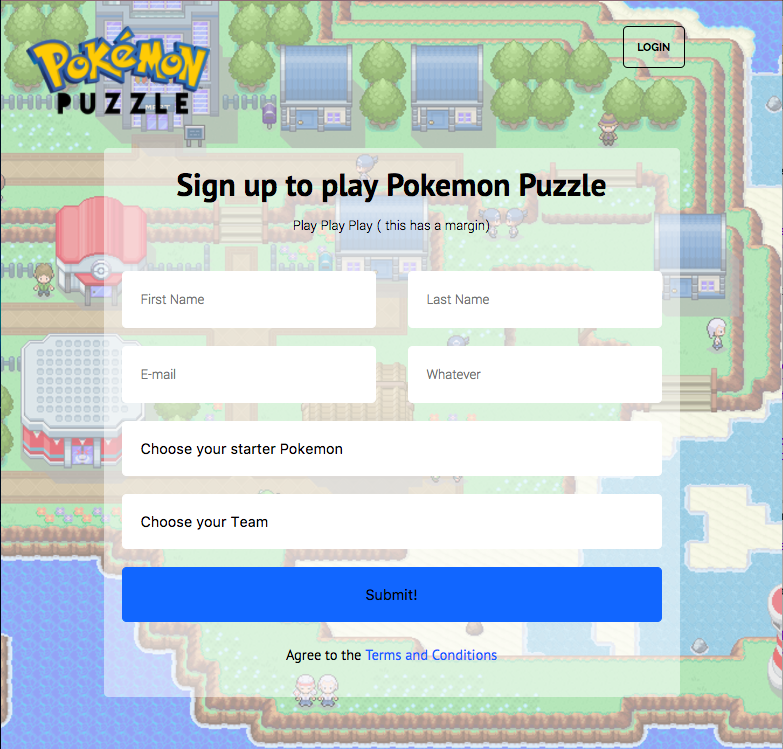 Pokémon
PUZZLE
LOGIN
Sign up to play Pokemon Puzzle
Play Play Play ( this has a margin)
First Name
Last Name
E-mail
Whatever
Choose your starter Pokemon
Choose your Team
Submit!
Agree to the Terms and Conditions